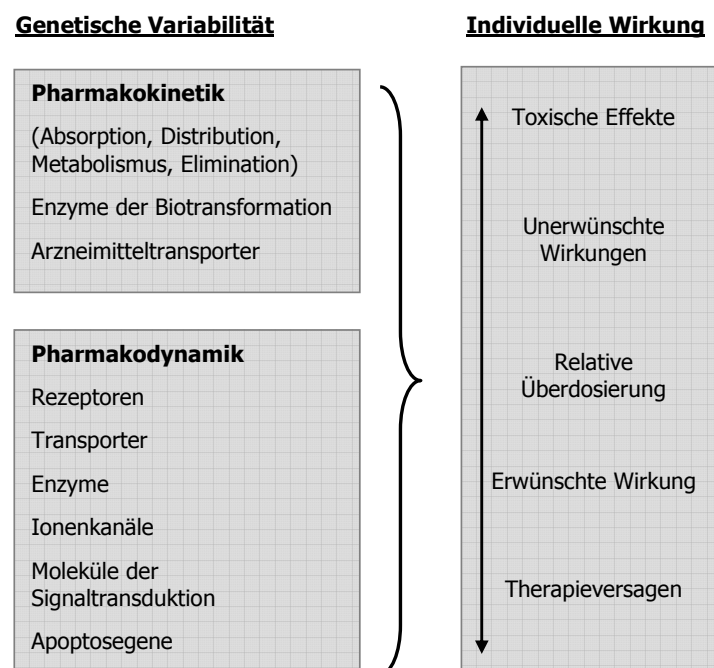 Genetische Variabilität
Pharmakokinetik
(Absorption, Distribution,
Metabolismus, Elimination)
Enzyme der Biotransformation
Arzneimitteltransporter
Pharmakodynamik
Rezeptoren
Transporter
Enzyme
Ionenkanäle
Moleküle der
Signaltransduktion
Apoptosegene
Individuelle Wirkung
Toxische Effekte
Unerwünschte
Wirkungen
Relative
Überdosierung
Erwünschte Wirkung
Therapieversagen